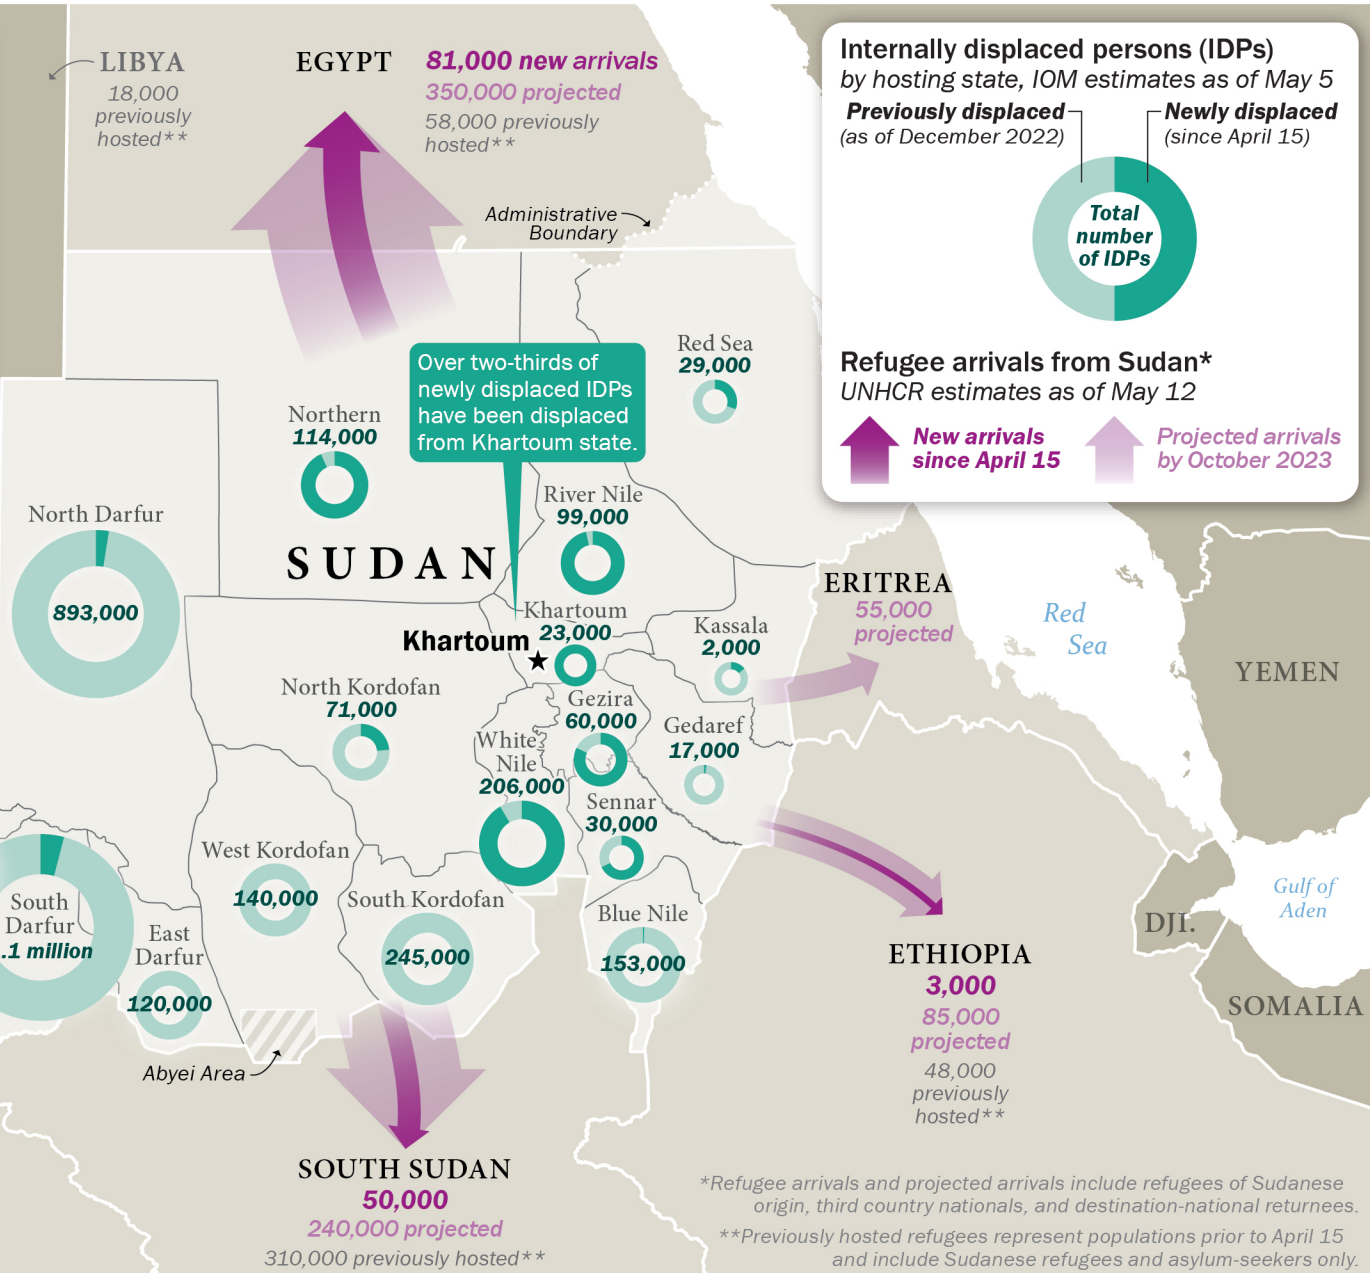 LIBYA
18,000
previously
hosted**
EGYPT
81,000 new arrivals
350,000 projected
58,000 previously
hosted**
Administrative
Boundary
Internally displaced persons (IDPs)
by hosting state, IOM estimates as of May 5
Previously displaced
(as of December 2022)
Newly displaced
(since April 15)
Total
number
of IDPs
Refugee arrivals from Sudan*
UNHCR estimates as of May 12
New arrivals
since April 15
Projected arrivals
by October 2023
Over two-thirds of
newly displaced IDPs
have been displaced
from Khartoum state.
Red Sea
29,000
Northern
114,000
River Nile
99,000
North Darfur
893,000
SUDAN
Khartoum
Khartoum
23,000
Kassala
2,000
ERITREA
55,000
projected
Red
Sea
YEMEN
North Kordofan
71,000
Gezira
60,000
White
Nile
206,000
Gedaref
17,000
Sennar
30,000
West Kordofan
140,000
South Kordofan
245,000
Blue Nile
153,000
South
Darfur
.1 million
East
Darfur
120,000
Abyei Area
ETHIOPIA
3,000
85,000
projected
48,000
previously
hosted**
DJI.
Gulf of
Aden
SOMALIA
SOUTH SUDAN
50,000
240,000 projected
310,000 previously hosted**
*Refugee arrivals and projected arrivals include refugees of Sudanese
origin, third country nationals, and destination-national returnees.
**Previously hosted refugees represent populations prior to April 15
and include Sudanese refugees and asylum-seekers only.